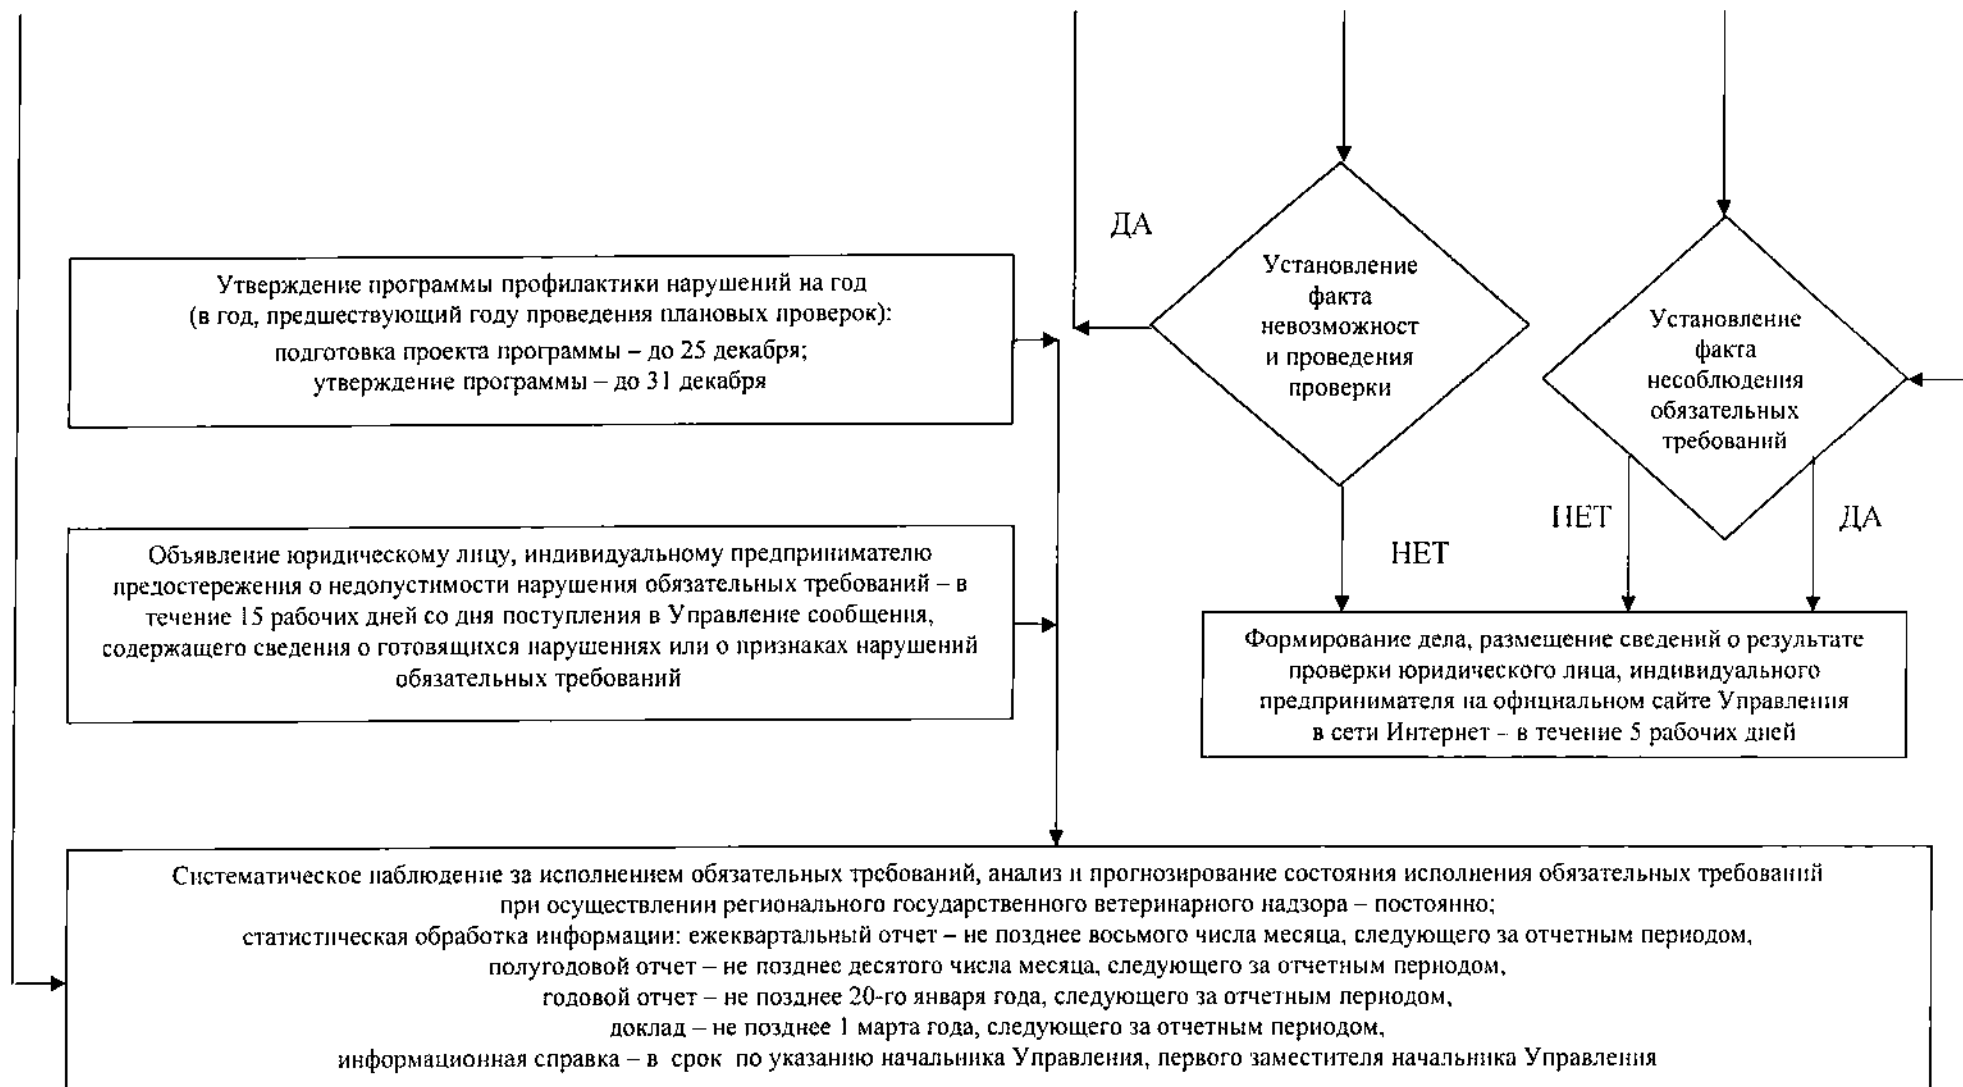 ДА
Утверждение программы профилактики нарушений на год
(в год, предшествующий году проведения плановых проверок):
подготовка проекта программы – до 25 декабря;
утверждение программы – до 31 декабря
Установление
факта
невозможност
и проведения
проверки
Установление
факта
несоблюдения
обязательных
требований
НЕТ
НЕТ
ДА
Объявление юридическому лицу, индивидуальному предпринимателю
предостережения о недопустимости нарушения обязательных требований – в
течение 15 рабочих дней со дня поступления в Управление сообщения,
содержащего сведения о готовящихся нарушениях или о признаках нарушений
обязательных требований
Формирование дела, размещение сведений о результате
проверки юридического лица, индивидуального
предпринимателя на официальном сайте Управления
в сети Интернет – в течение 5 рабочих дней
Систематическое наблюдение за исполнением обязательных требований, анализ и прогнозирование состояния исполнения обязательных требований
при осуществлении регионального государственного ветеринарного надзора – постоянно;
статистическая обработка информации: ежеквартальный отчет – не позднее восьмого числа месяца, следующего за отчетным периодом,
полугодовой отчет – не позднее десятого числа месяца, следующего за отчетным периодом,
годовой отчет – не позднее 20-го января года, следующего за отчетным периодом,
доклад – не позднее 1 марта года, следующего за отчетным периодом,
информационная справка – в срок по указанию начальника Управления, первого заместителя начальника Управления